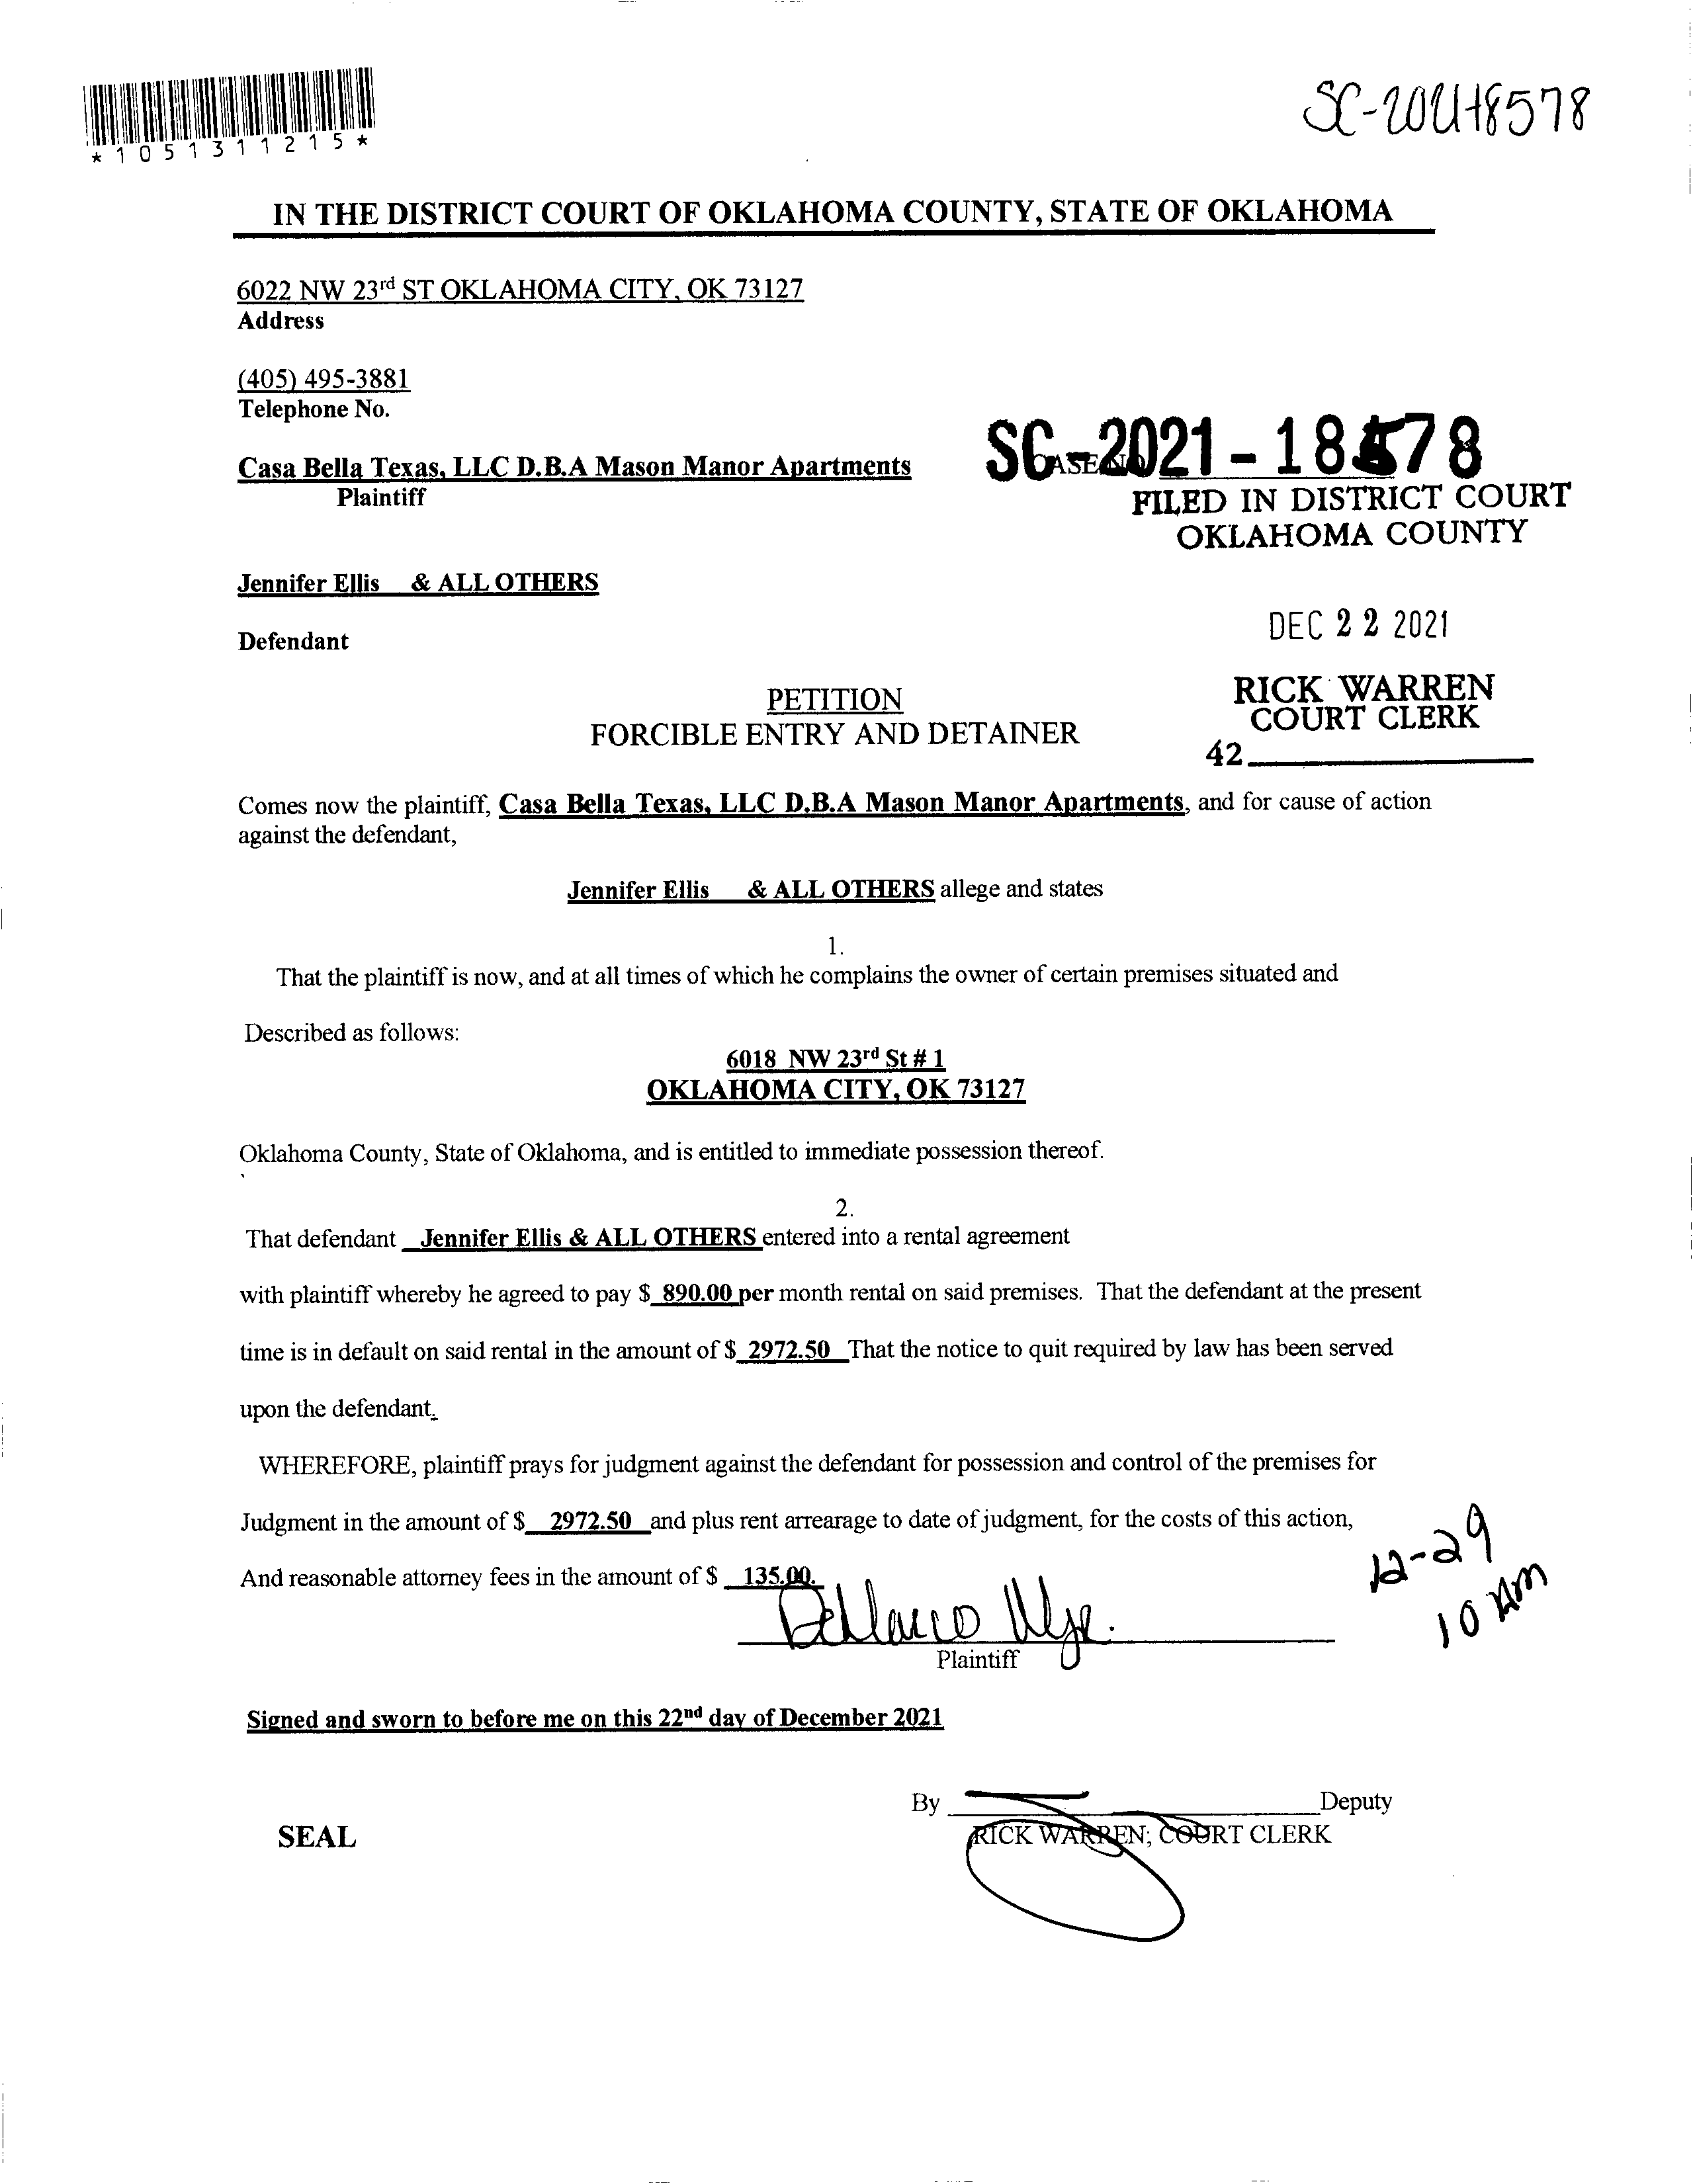 *1051311215*
SC-2021-18578
IN THE DISTRICT COURT OF OKLAHOMA COUNTY, STATE OF OKLAHOMA
6022 NW 23rd ST OKLAHOMA CITY, OK 73127
Address
(405) 495-3881
Telephone No.
SC-2021-18578
Casa Bella Texas, LLC D.B.A Mason Manor Apartments
CASE NO
Plaintiff
FILED IN DISTRICT COURT
OKLAHOMA COUNTY
Jennifer Ellis & ALL OTHERS
DEC 22 2021
Defendant
RICK WARREN
COURT CLERK
42
PETITION
FORCIBLE ENTRY AND DETAINER
Comes now the plaintiff, Casa Bella Texas, LLC D.B.A Mason Manor Apartments, and for cause of action
against the defendant,
Jennifer Ellis & ALL OTHERS allege and states
1.
That the plaintiff is now, and at all times of which he complains the owner of certain premises situated and
Described as follows:
6018 NW 23rd St # 1
OKLAHOMA CITY, OK 73127
Oklahoma County, State of Oklahoma, and is entitled to immediate possession thereof.
2.
That defendant Jennifer Ellis & ALL OTHERS entered into a rental agreement
with plaintiff whereby he agreed to pay $ 890.00 per month rental on said premises. That the defendant at the present
time is in default on said rental in the amount of $ 2972.50 That the notice to quit required by law has been served
upon the defendant.
WHEREFORE, plaintiff prays for judgment against the defendant for possession and control of the premises for
Judgment in the amount of $ 2972.50 and plus rent arrearage to date of judgment, for the costs of this action,
And reasonable attorney fees in the amount of $ 135.00.
12-29
10 AM
Plaintiff
Signed and sworn to before me on this 22nd day of December 2021
By Deputy
SEAL
RICK WARREN; COURT CLERK